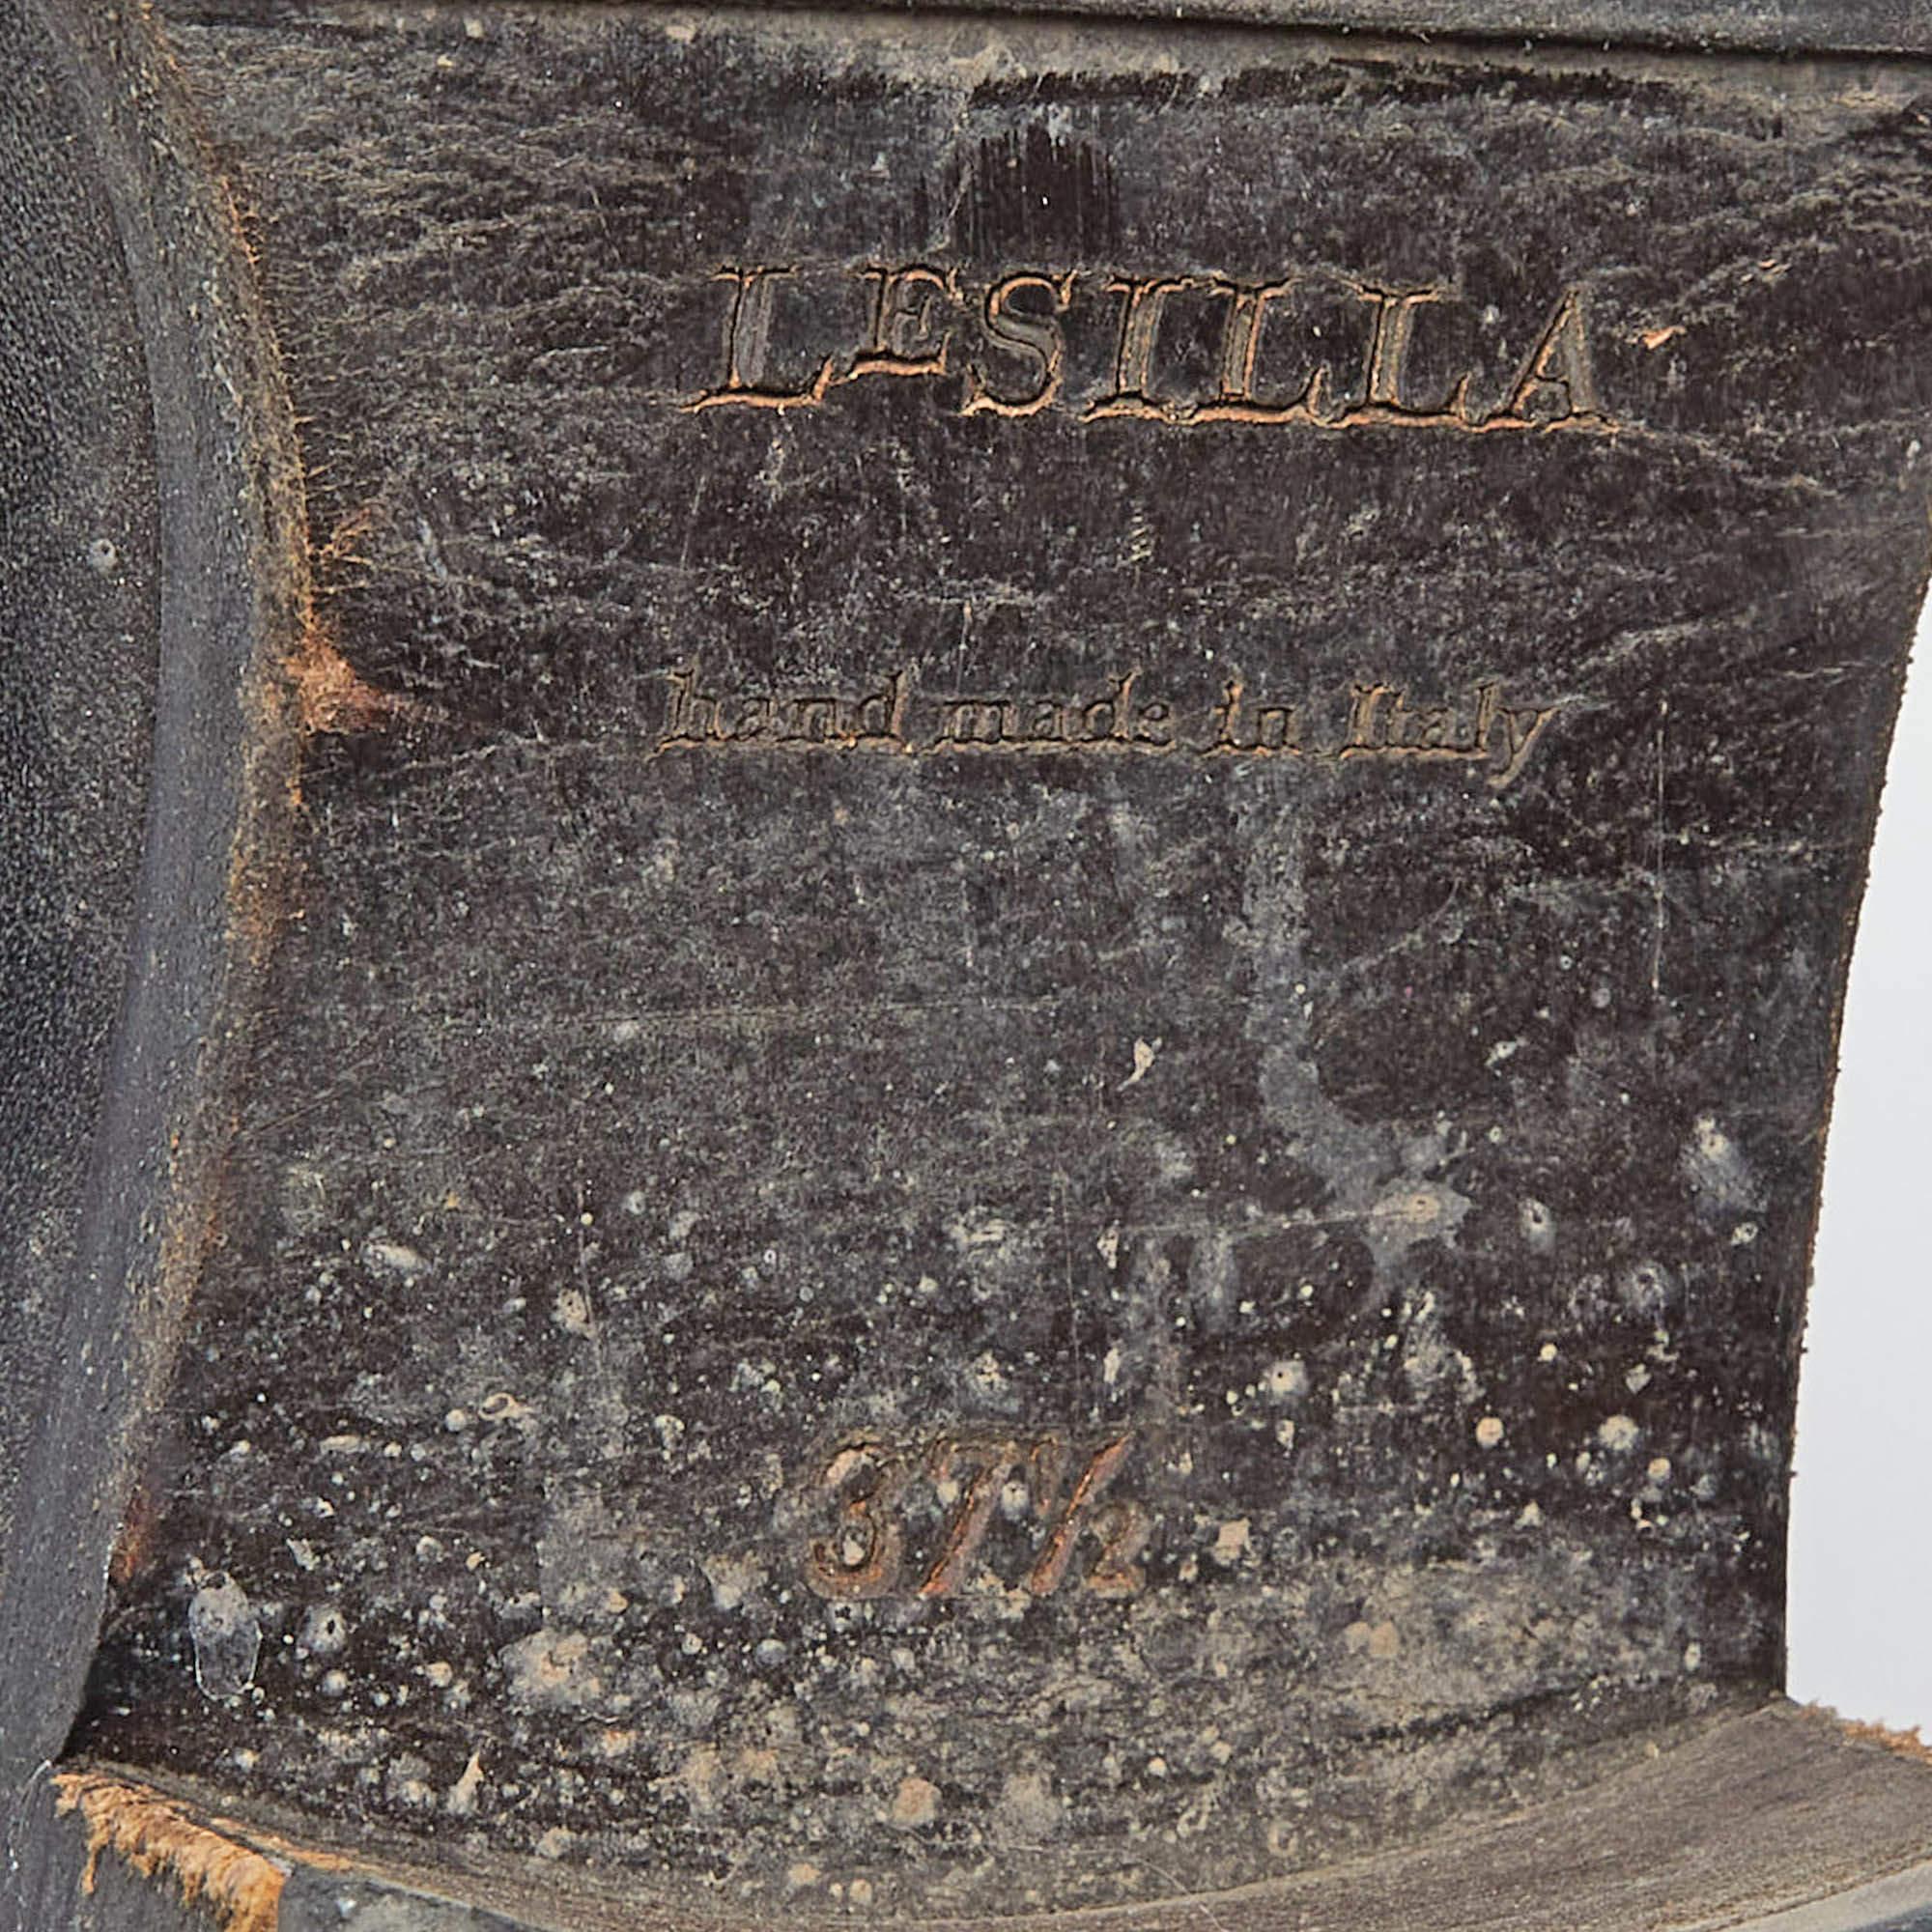 LESILLA
hand made in Italy
37½